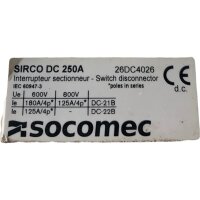 SIRCO DC 250A 26DC4026
Interrupteur sectionneur - Switch disconnector
IEC 60947-3 *poles in series
Ue 600V 800V
Ie 180A/4p* 125A/4p* DC-21B
Ie 125A/4p* - DC-22B
CE
d.c.
socomec